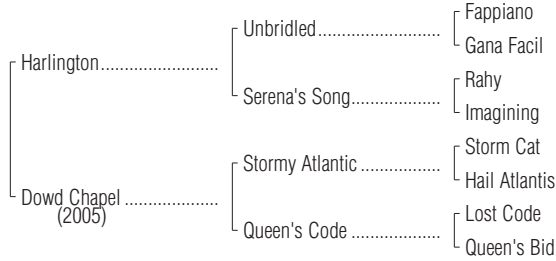 Fappiano
Unbridled
Gana Facil
Harlington
Rahy
Serena's Song
Imagining
Storm Cat
Stormy Atlantic
Hail Atlantis
Dowd Chapel
(2005)
Lost Code
Queen's Code
Queen's Bid